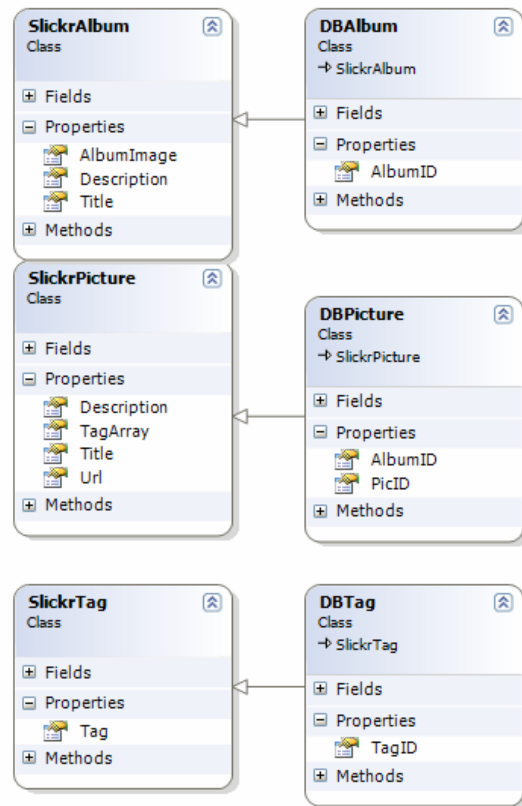 SlickrAlbum
Class
Fields
Properties
AlbumImage
Description
Title
Methods
DBAlbum
Class
SlickrAlbum
Fields
Properties
AlbumID
Methods
SlickrPicture
Class
Fields
Properties
Description
TagArray
Title
Url
Methods
DBPicture
Class
SlickrPicture
Fields
Properties
AlbumID
PicID
Methods
SlickrTag
Class
Fields
Properties
Tag
Methods
DBTag
Class
SlickrTag
Fields
Properties
TagID
Methods